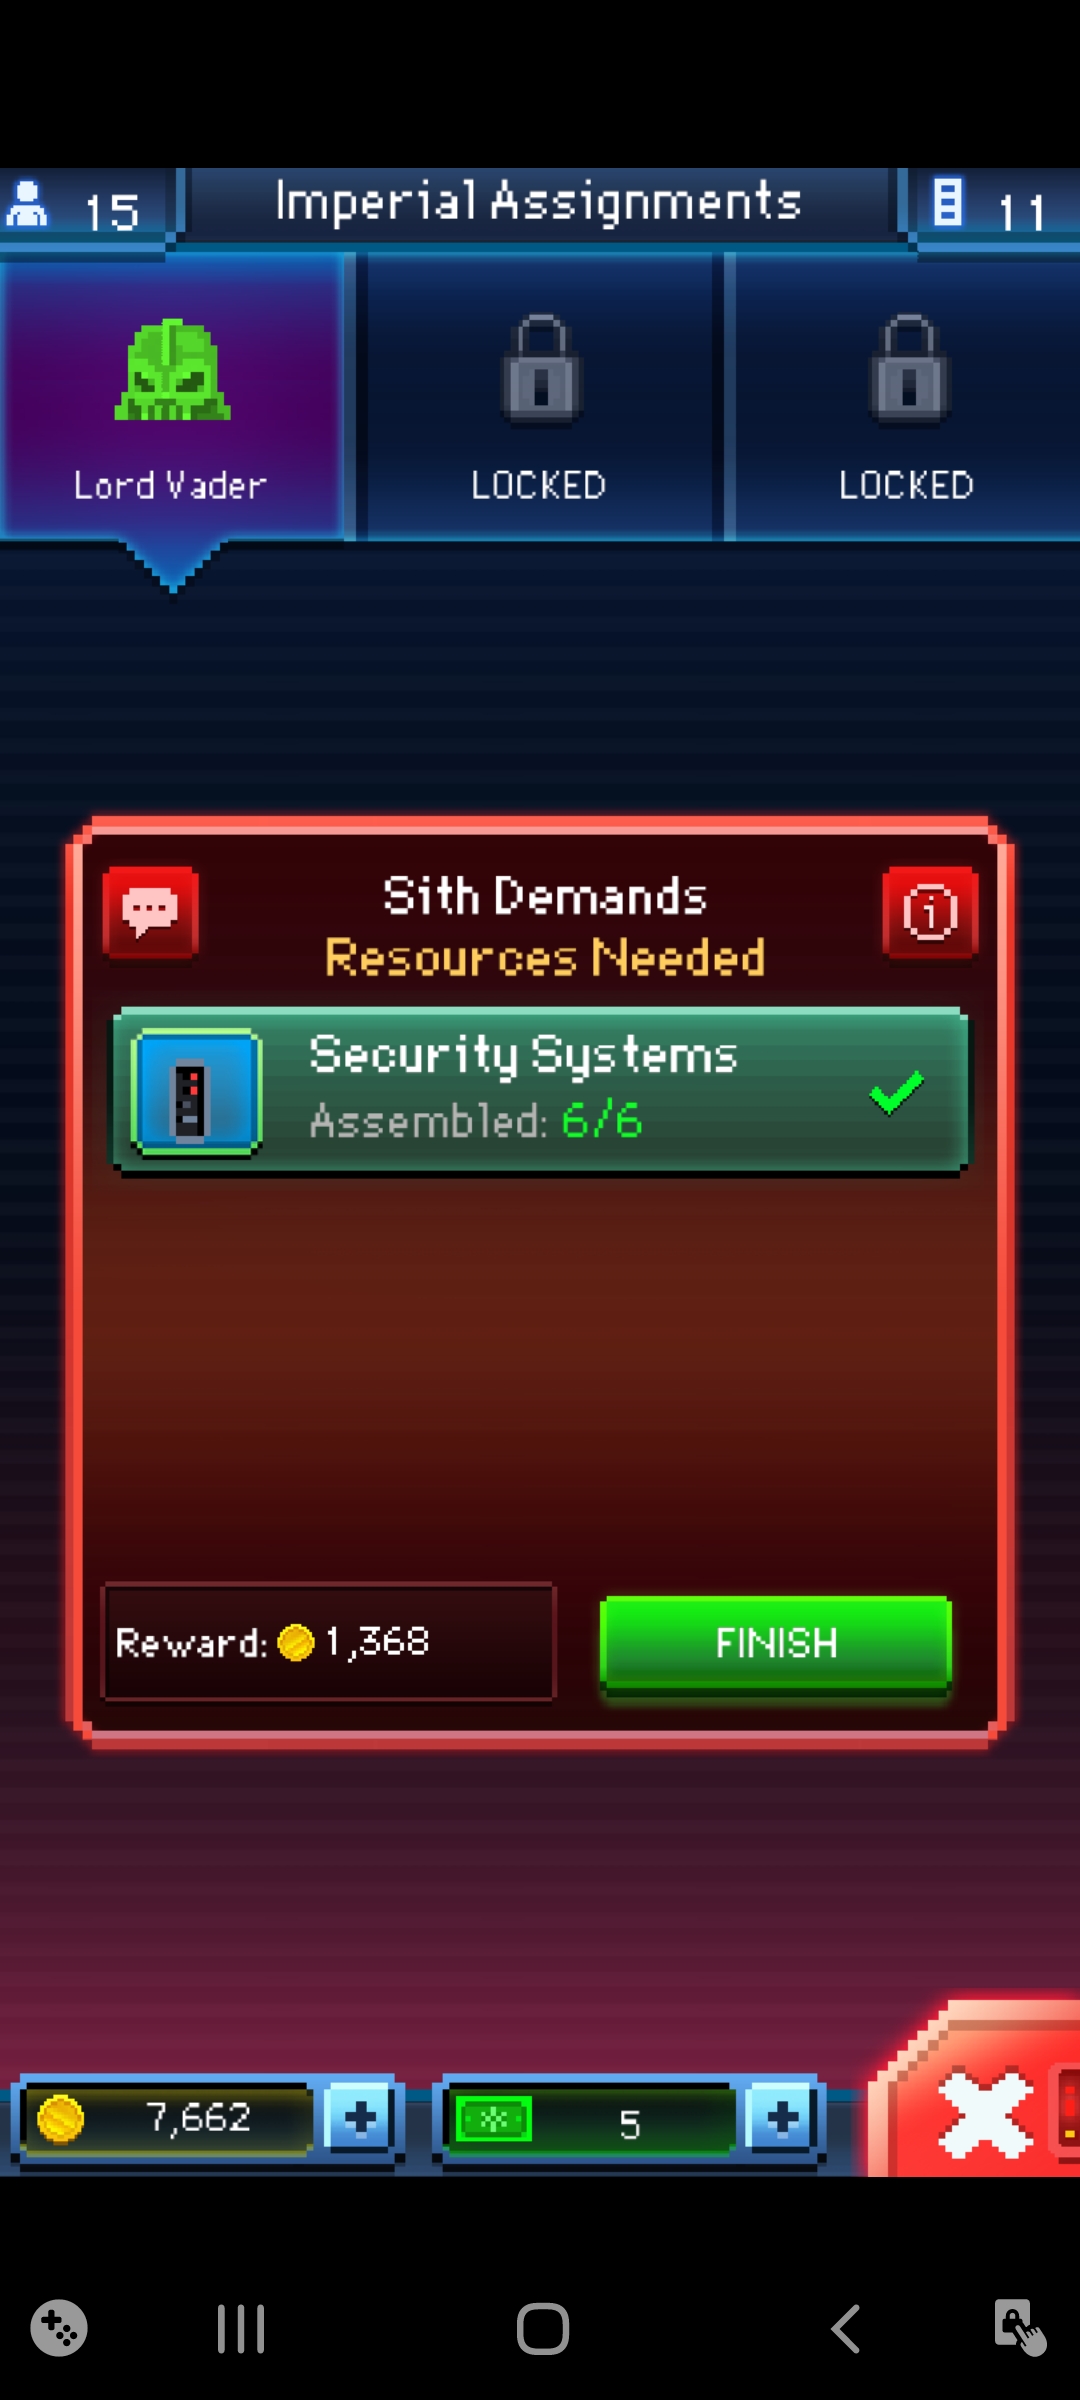 15
Imperial Assignments
11
Lord Vader
LOCKED
LOCKED
Sith Demands
Resources Needed
Security Systems
Assembled: 6/6
Reward: 1,368
FINISH
7,662
5